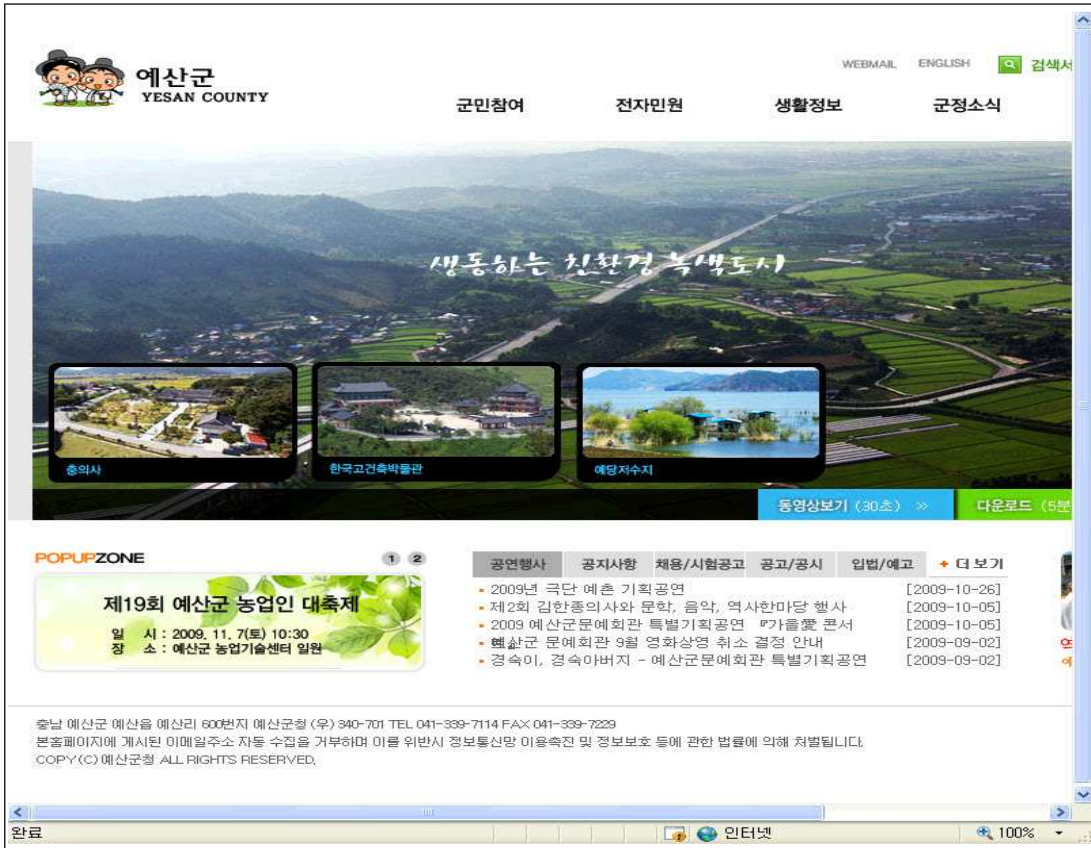 예산군
YESAN COUNTY
WEBMAIL ENGLISH 검색서
군민참여 전자민원 생활정보 군정소식
생동하는 친환경 녹색도시
충의사 한국고건축박물관 예당저수지
동영상보기 (30초) » 다운로드 (5분
POPUPZONE 1 2
제19회 예산군 농업인 대축제
일 시 : 2009. 11. 7(토) 10:30
장 소 : 예산군 농업기술센터 일원
공연행사 공지사항 채용/시험공고 공고/공시 입법/예고 + 더 보기
2009년 극단 예촌 기획공연 [2009-10-26]
제2회 김한종의사와 문학, 음악, 역사한마당 행사 [2009-10-05]
2009 예산군문예회관 특별기획공연 『가을愛 콘서 [2009-10-05]
예산군 문예회관 9월 영화상영 취소 결정 안내 [2009-09-02]
경숙이, 경숙아버지 - 예산군문예회관 특별기획공연 [2009-09-02]
충남 예산군 예산읍 예산리 600번지 예산군청 (우) 340-701 TEL 041-339-7114 FAX 041-339-7229
본홈페이지에 게시된 이메일주소 자동 수집을 거부하며 이를 위반시 정보통신망 이용촉진 및 정보보호 등에 관한 법률에 의해 처벌됩니다.
COPY(C) 예산군청 ALL RIGHTS RESERVED.
완료 인터넷 100%